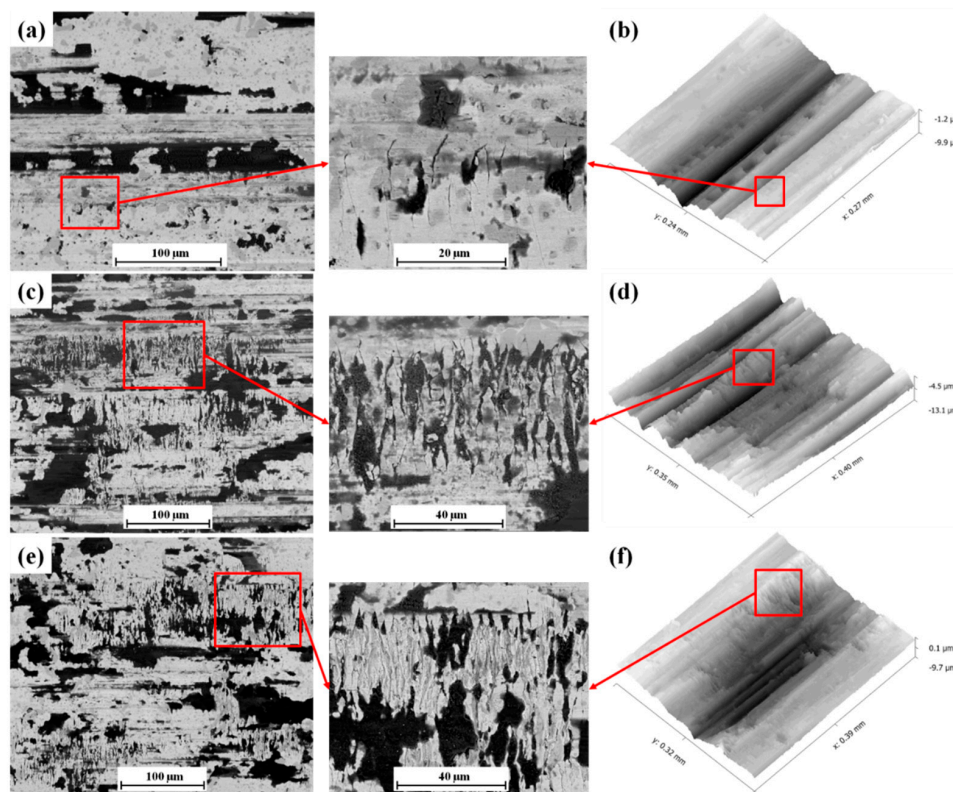 (a)
100 µm
20 µm
(b)
-1.2 µ
-9.9 µ
y: 0.24 mm
x: 0.27 mm
(c)
100 µm
40 µm
(d)
-4.5 µ
-13.1 µ
y: 0.35 mm
x: 0.40 mm
(e)
100 µm
40 µm
(f)
0.1 µm
-9.7 µm
y: 0.32 mm
x: 0.39 mm